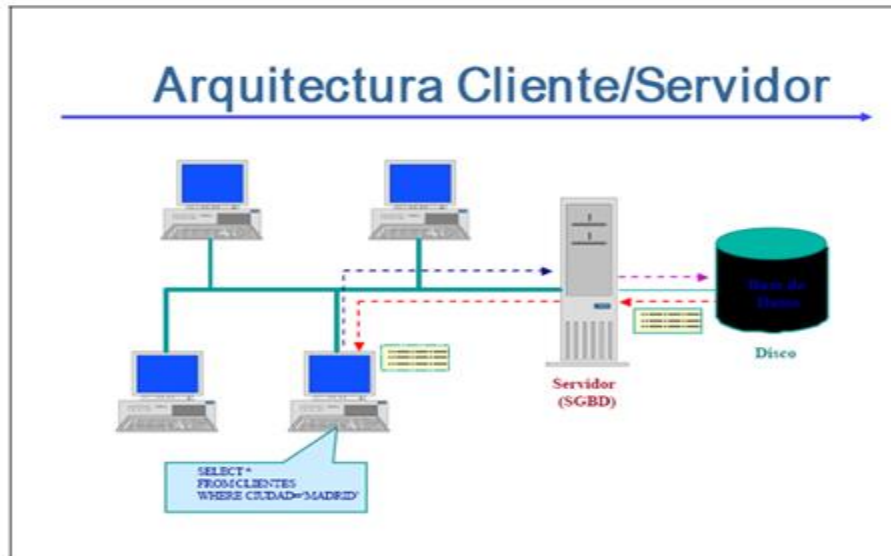 Arquitectura Cliente/Servidor
Base de
Datos
Disco
Servidor
(SGBD)
SELECT *
FROM CLIENTES
WHERE CIUDAD='MADRID'